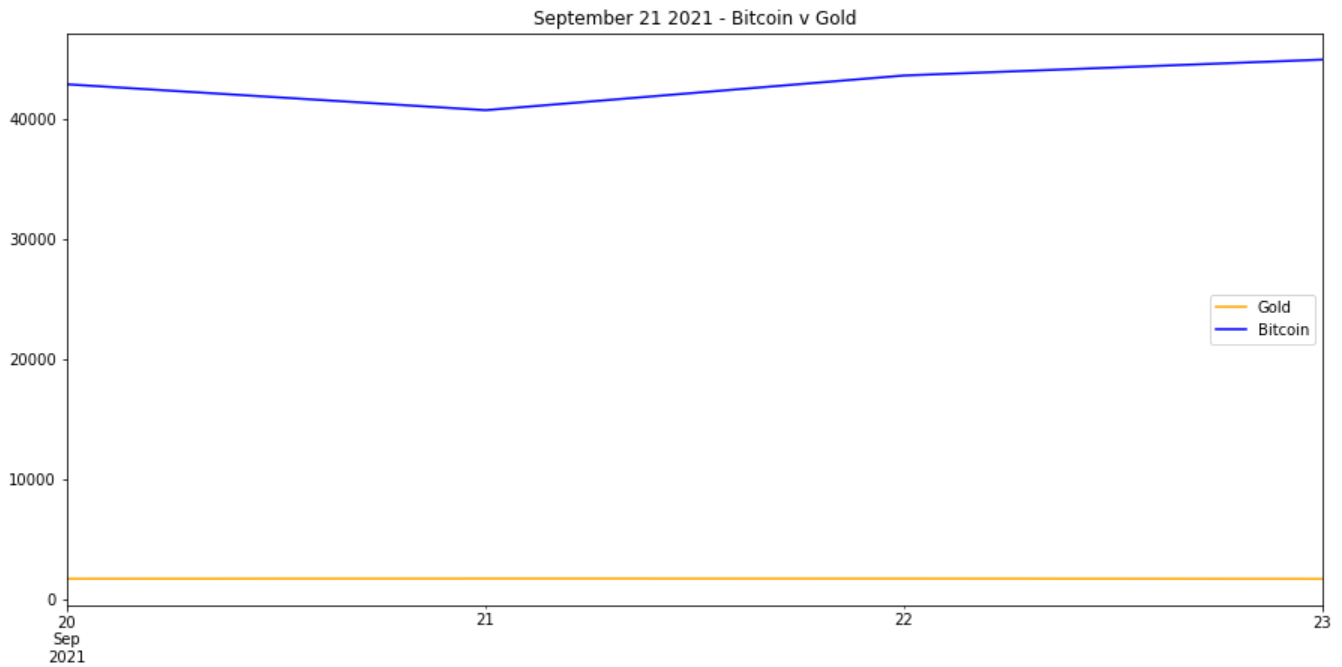 September 21 2021 - Bitcoin v Gold
40000
30000
20000
10000
0
Gold
Bitcoin
20 21 22 23
Sep
2021